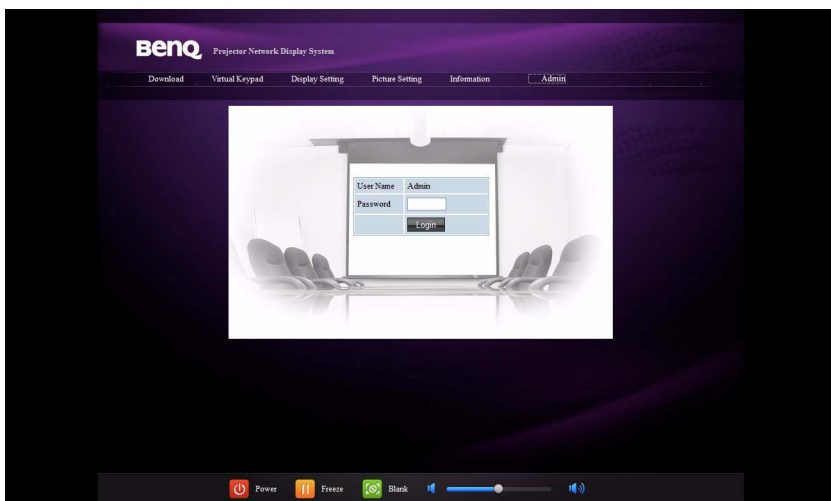 BenQ Projector Network Display System
Download Virtual Keypad Display Setting Picture Setting Information Admin
User Name Admin
Password
Login
Power Freeze Blank